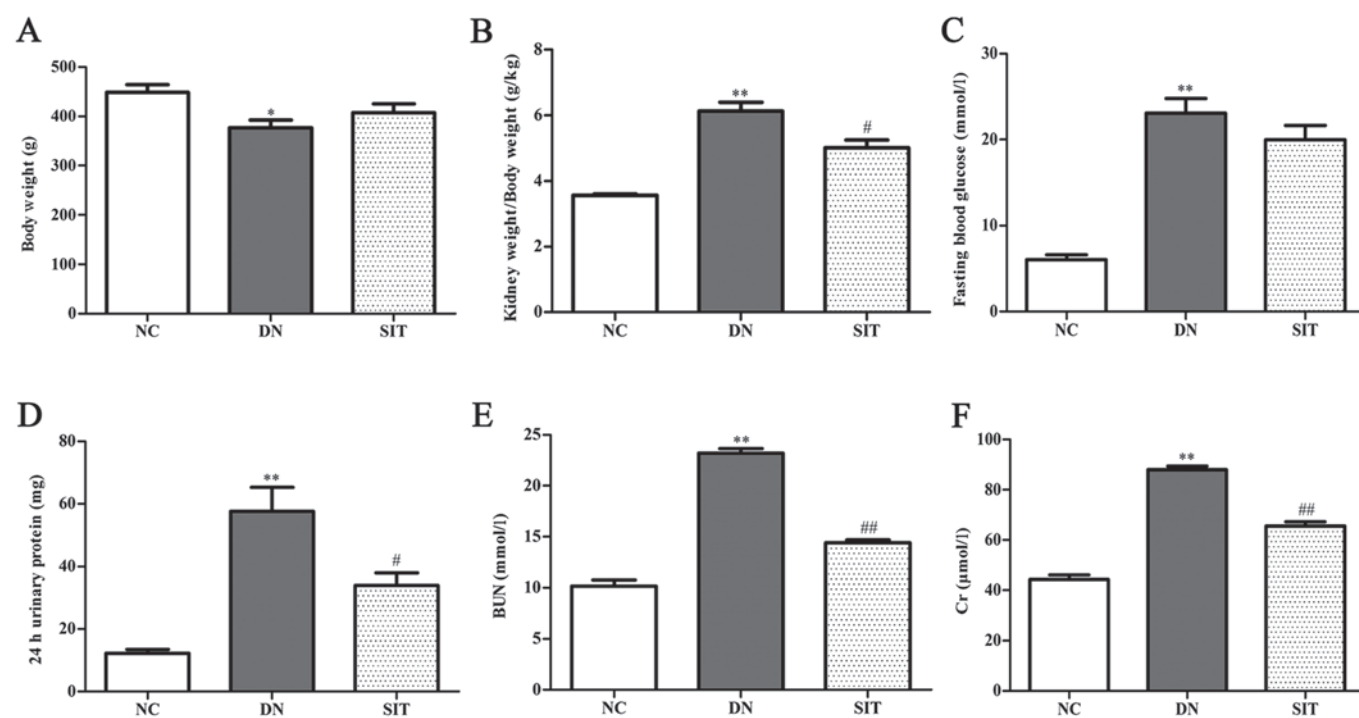 A
Body weight (g)
500
400
300
200
100
0
*
NC DN SIT
B
Kidney weight/Body weight (g/kg)
8
6
4
2
0
**
#
NC DN SIT
C
Fasting blood glucose (mmol/l)
30
20
10
0
**
NC DN SIT
D
24 h urinary protein (mg)
80
60
40
20
0
**
#
NC DN SIT
E
BUN (mmol/l)
25
20
15
10
5
0
**
##
NC DN SIT
F
Cr (μmol/l)
100
80
60
40
20
0
**
##
NC DN SIT